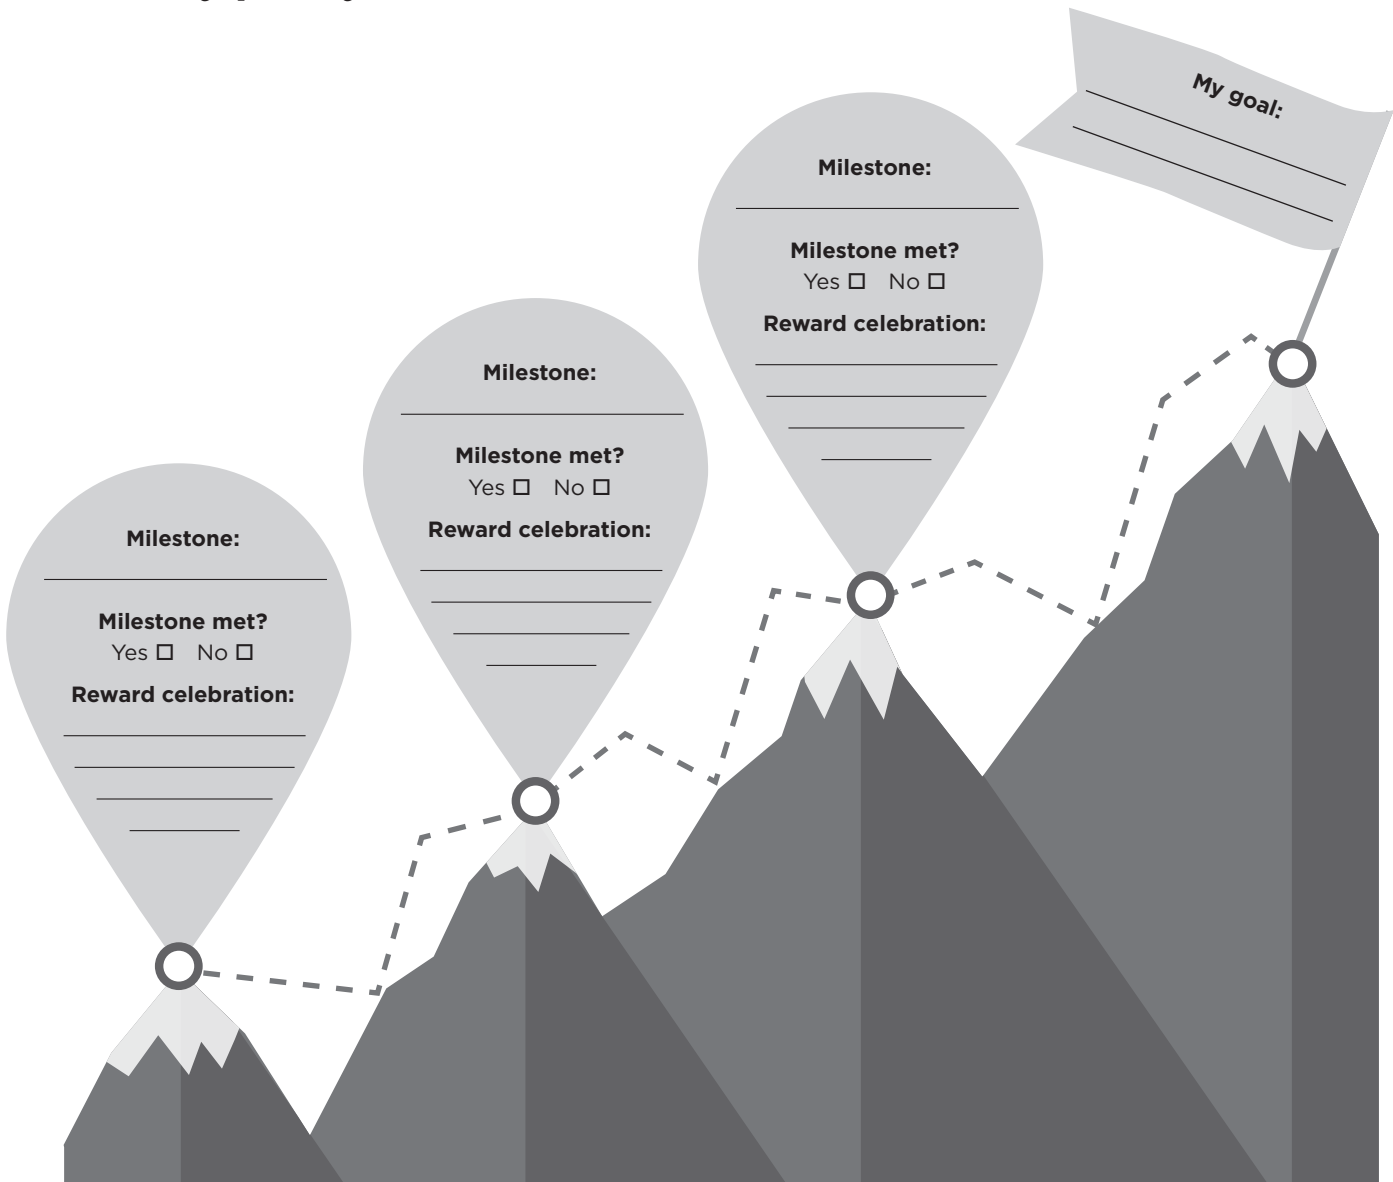 My goal:
Milestone:
Milestone met?
Yes □ No □
Reward celebration:
Milestone:
Milestone met?
Yes □ No □
Reward celebration:
Milestone:
Milestone met?
Yes □ No □
Reward celebration: